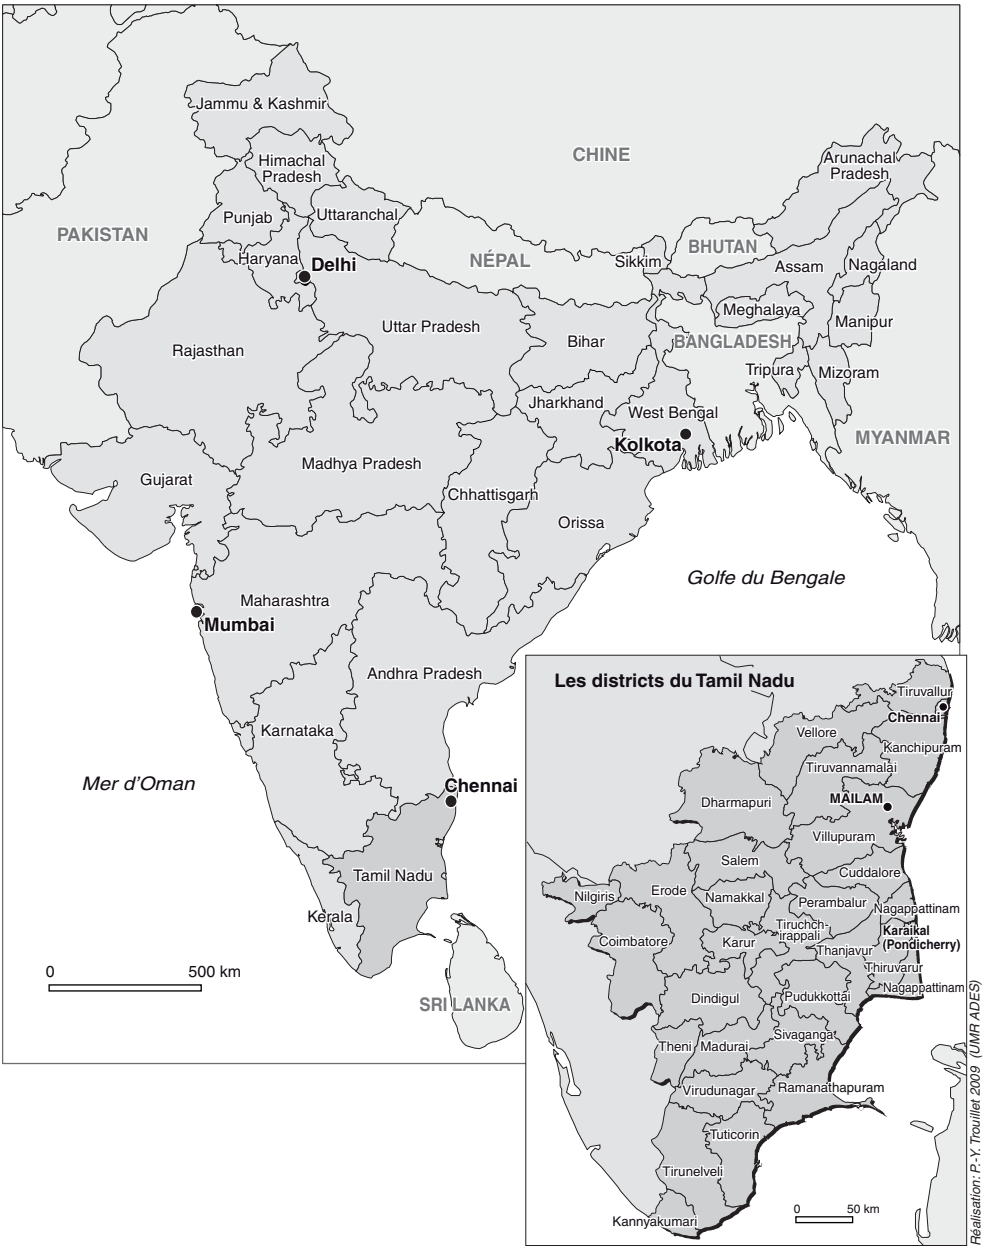 Jammu & Kashmir
CHINE
Himachal
Pradesh
Arunachal
Pradesh
Punjab
Uttaranchal
PAKISTAN
BHUTAN
Haryana
Delhi
NÉPAL
Sikkim
Assam
Nagaland
Meghalaya
Manipur
Uttar Pradesh
Bihar
BANGLADESH
Rajasthan
Tripura
Mizoram
Jharkhand
West Bengal
Kolkota
MYANMAR
Madhya Pradesh
Gujarat
Chhattisgarh
Orissa
Golfe du Bengale
Maharashtra
Mumbai
Andhra Pradesh
Karnataka
Mer d'Oman
Chennai
Tamil Nadu
Kerala
0 500 km
SRI LANKA
Les districts du Tamil Nadu
Tiruvallur
Chennai
Vellore
Kanchipuram
Tiruvannamalai
Dharmapuri
MAILAM
Villupuram
Salem
Cuddalore
Nilgiris
Erode
Namakkal
Perambalur
Nagappattinam
Coimbatore
Karur
Tiruchch-
irappali
Karaikal
(Pondicherry)
Thanjavur
Thiruvarur
Nagappattinam
Dindigul
Pudukkottai
Sivaganga
Theni
Madurai
Virudunagar
Ramanathapuram
Tuticorin
Tirunelveli
Kannyakumari
0 50 km
Réalisation : P.-Y. Trouillet 2009 (UMR ADES)